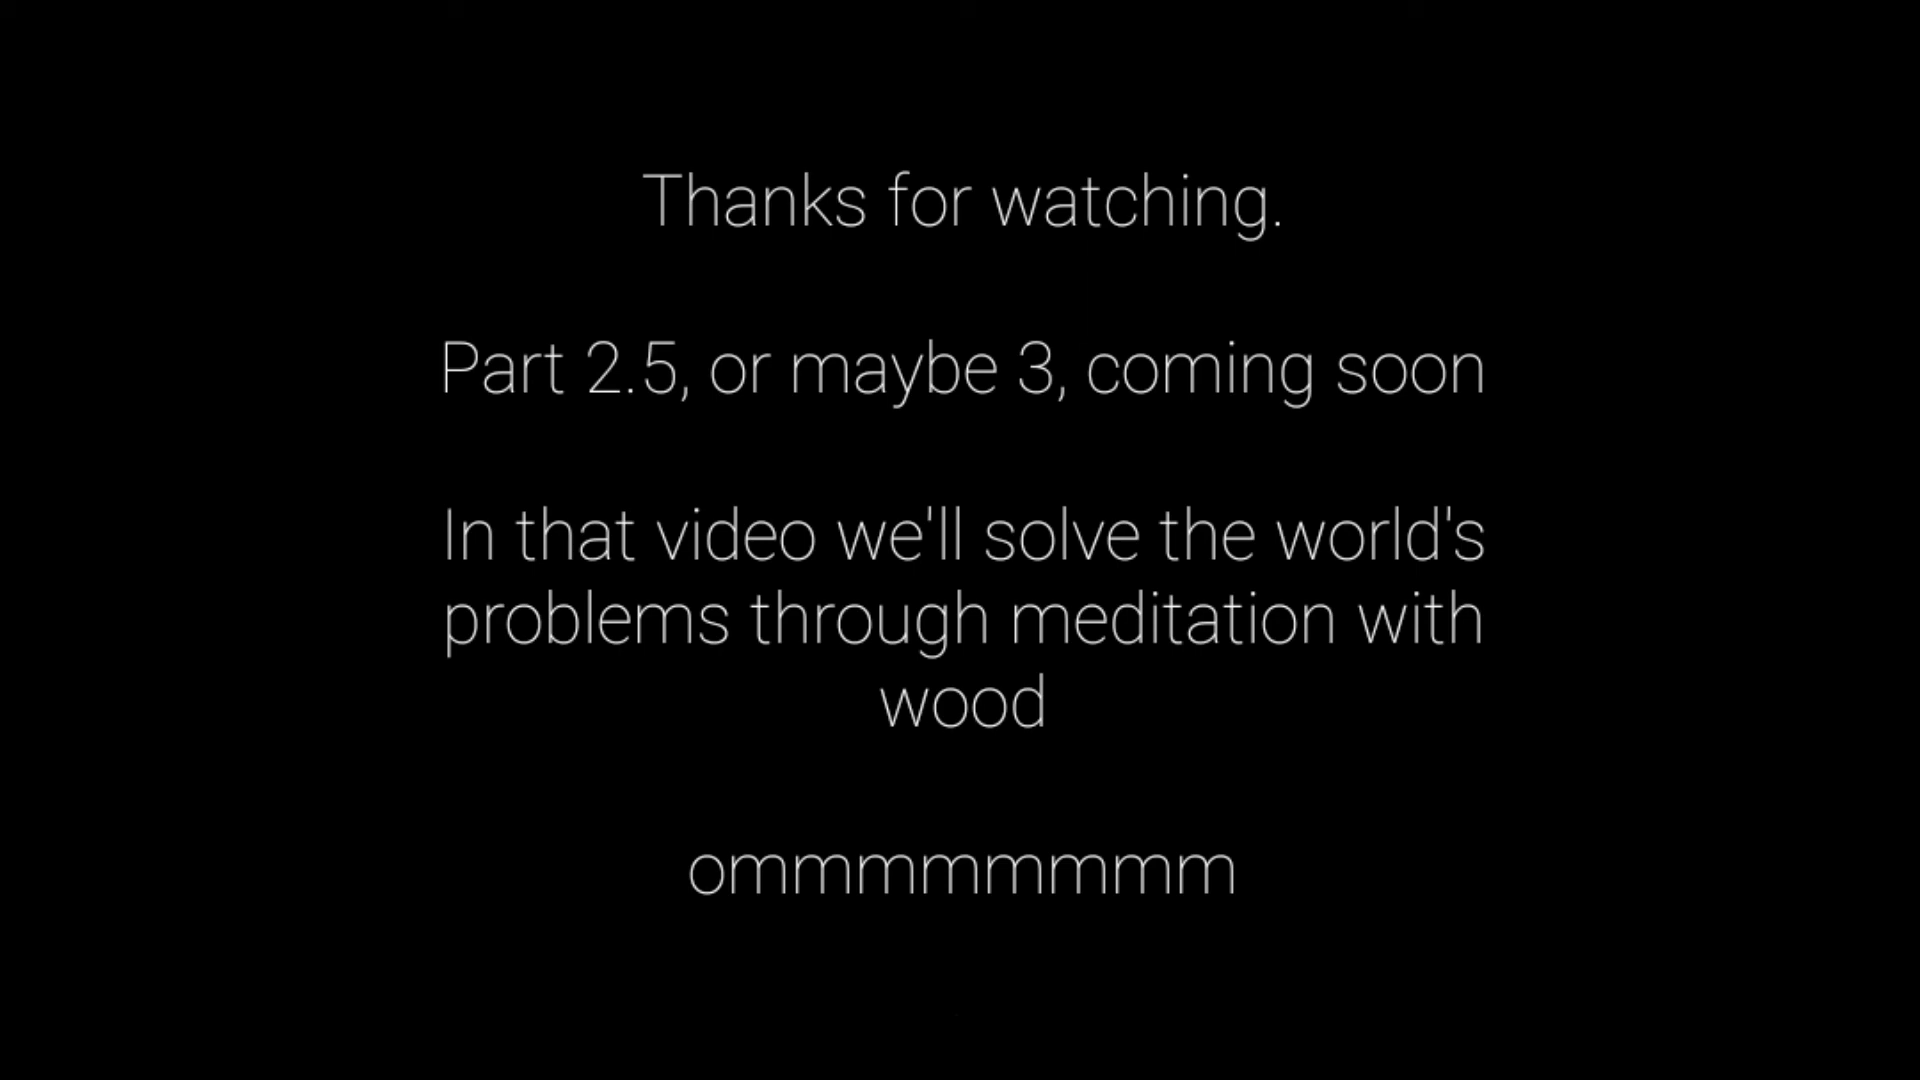 Thanks for watching.
Part 2.5, or maybe 3, coming soon
In that video we'll solve the world's
problems through meditation with
wood
ommmmmmmm